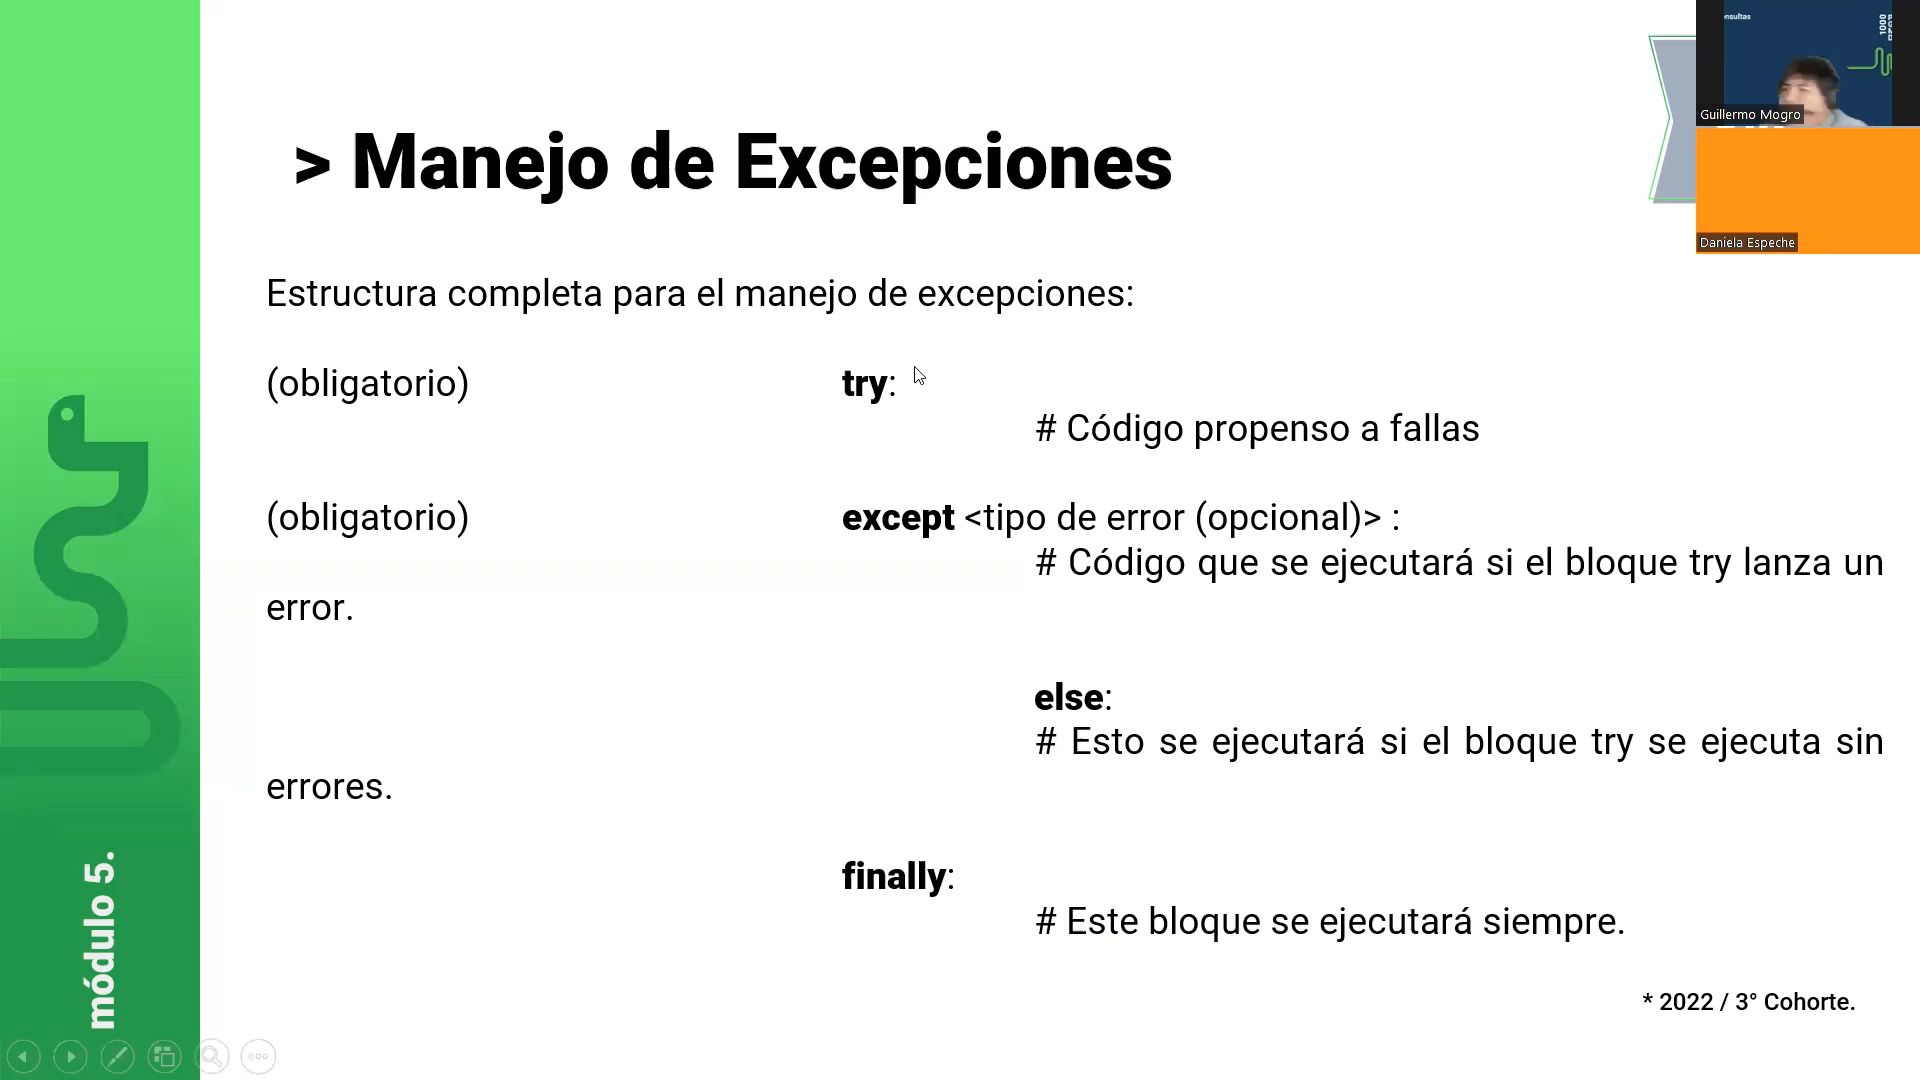 > Manejo de Excepciones
Estructura completa para el manejo de excepciones:
(obligatorio) try:
# Código propenso a fallas
(obligatorio) except <tipo de error (opcional)> :
# Código que se ejecutará si el bloque try lanza un
error.
else:
# Esto se ejecutará si el bloque try se ejecuta sin
errores.
finally:
# Este bloque se ejecutará siempre.
* 2022 / 3° Cohorte.
módulo 5.
nsultas
1000
Guillermo Mogro
Daniela Espeche